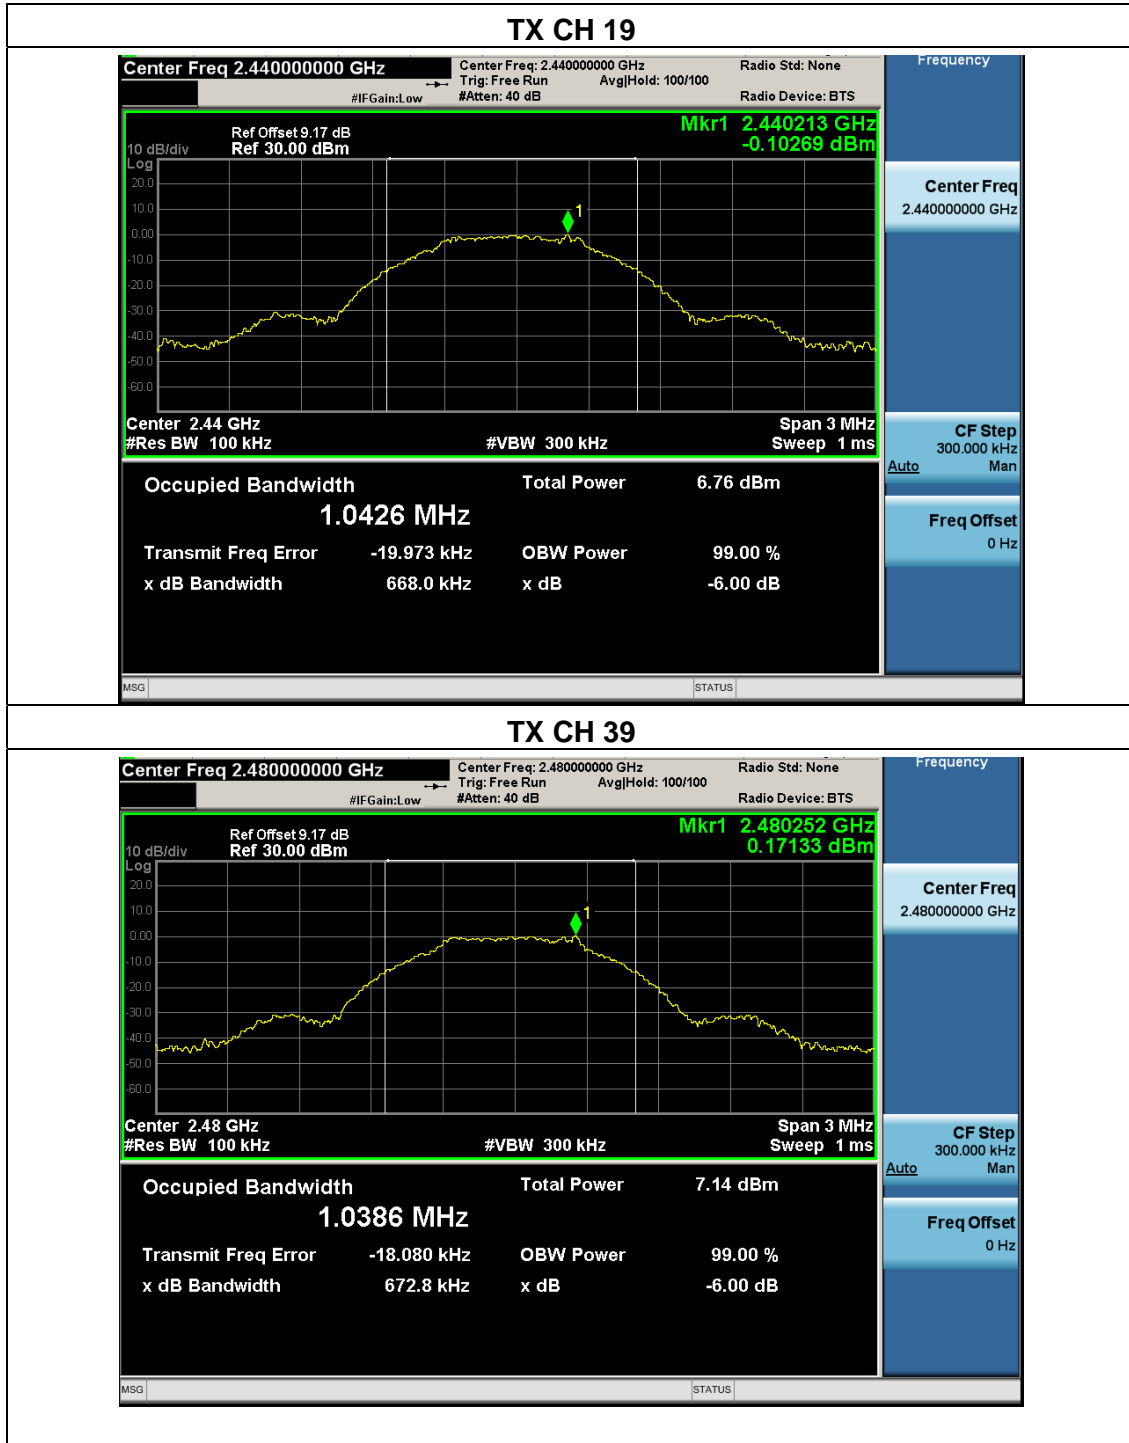 TX CH 19
Center Freq 2.440000000 GHz
Center Freq: 2.440000000 GHz
Radio Std: None
Frequency
Trig: Free Run
Avg|Hold: 100/100
#IFGain:Low
#Atten: 40 dB
Radio Device: BTS
Mkr1 2.440213 GHz
Ref Offset 9.17 dB
-0.10269 dBm
10 dB/div
Ref 30.00 dBm
Log
20.0
10.0
0.00
-10.0
-20.0
-30.0
-40.0
-50.0
-60.0
1
Center 2.44 GHz
Span 3 MHz
#Res BW 100 kHz
#VBW 300 kHz
Sweep 1 ms
Center Freq
2.440000000 GHz
CF Step
300.000 kHz
Auto Man
Freq Offset
0 Hz
Occupied Bandwidth
Total Power 6.76 dBm
1.0426 MHz
Transmit Freq Error -19.973 kHz
OBW Power 99.00 %
x dB Bandwidth 668.0 kHz
x dB -6.00 dB
MSG
STATUS
TX CH 39
Center Freq 2.480000000 GHz
Center Freq: 2.480000000 GHz
Radio Std: None
Frequency
Trig: Free Run
Avg|Hold: 100/100
#IFGain:Low
#Atten: 40 dB
Radio Device: BTS
Mkr1 2.480252 GHz
Ref Offset 9.17 dB
0.17133 dBm
10 dB/div
Ref 30.00 dBm
Log
20.0
10.0
0.00
-10.0
-20.0
-30.0
-40.0
-50.0
-60.0
1
Center 2.48 GHz
Span 3 MHz
#Res BW 100 kHz
#VBW 300 kHz
Sweep 1 ms
Center Freq
2.480000000 GHz
CF Step
300.000 kHz
Auto Man
Freq Offset
0 Hz
Occupied Bandwidth
Total Power 7.14 dBm
1.0386 MHz
Transmit Freq Error -18.080 kHz
OBW Power 99.00 %
x dB Bandwidth 672.8 kHz
x dB -6.00 dB
MSG
STATUS